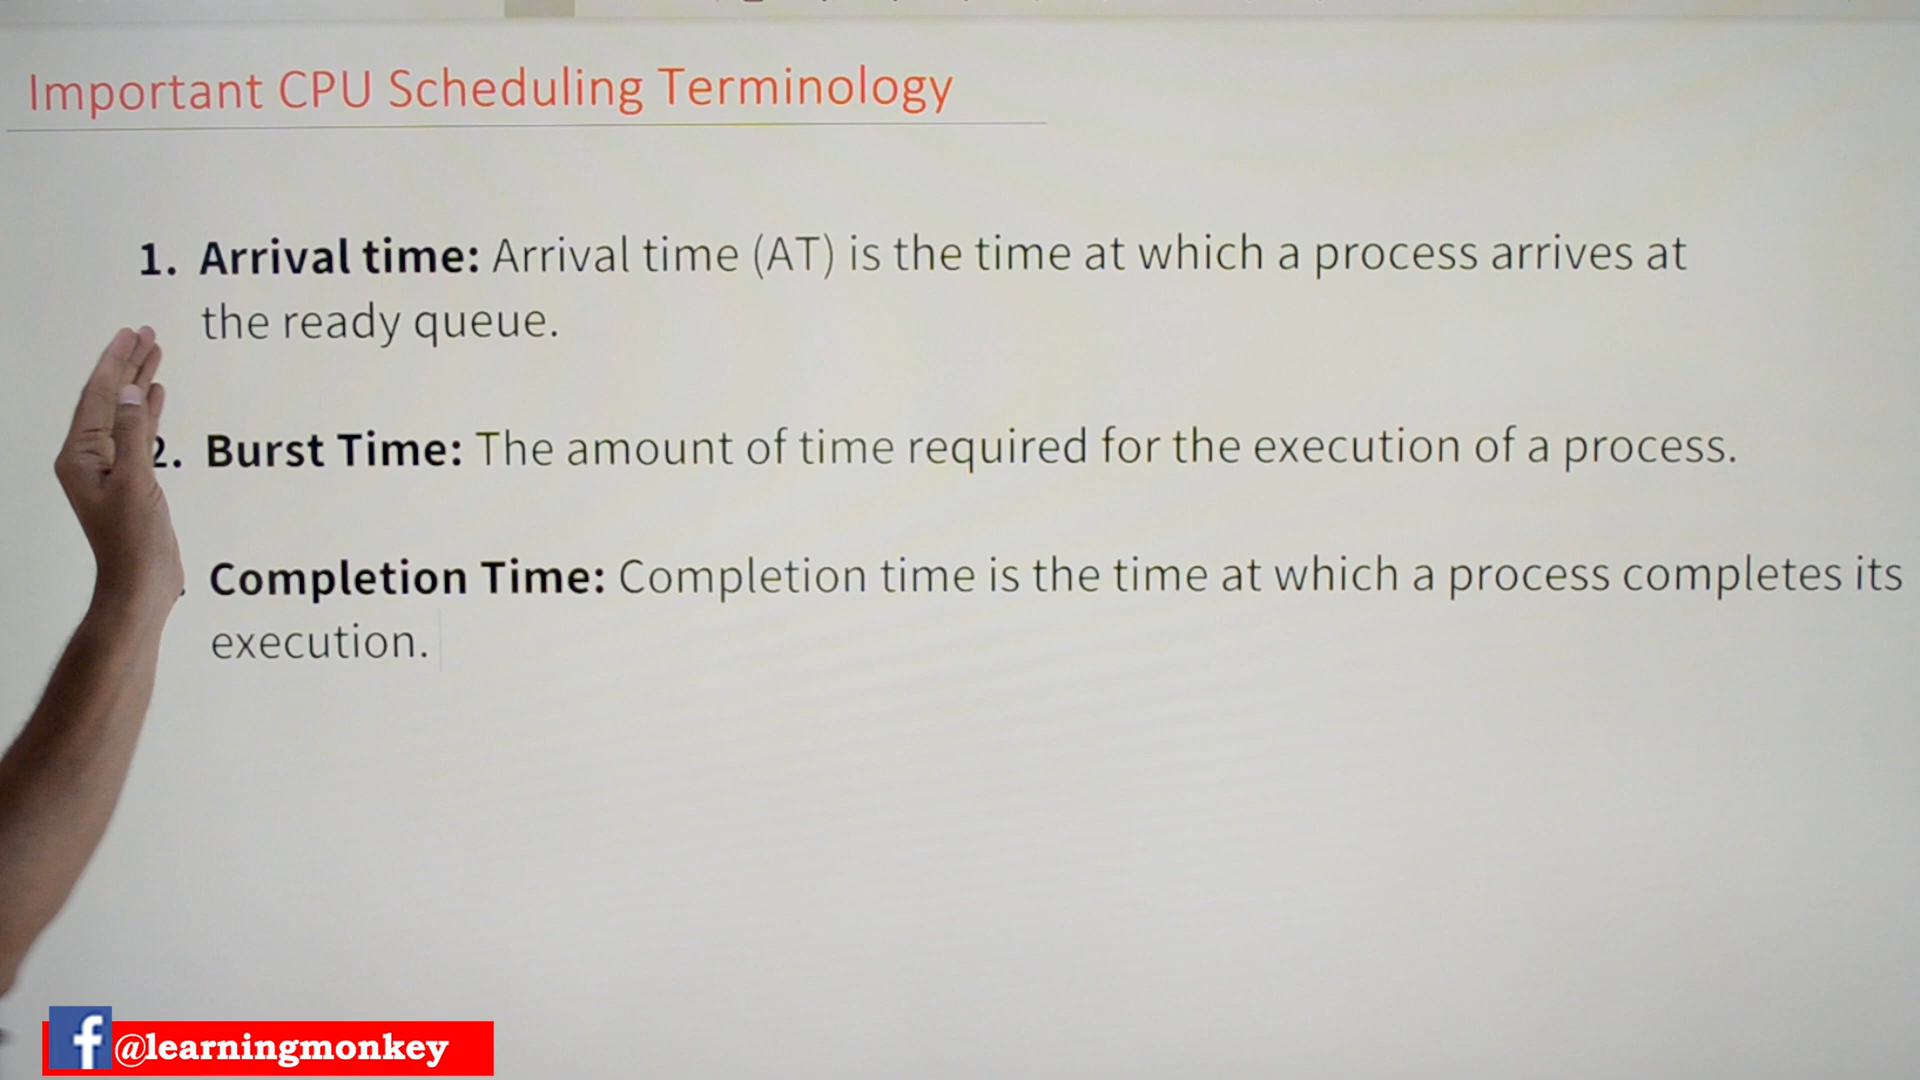 Important CPU Scheduling Terminology
1. Arrival time: Arrival time (AT) is the time at which a process arrives at
the ready queue.
2. Burst Time: The amount of time required for the execution of a process.
Completion Time: Completion time is the time at which a process completes its
execution.
f @learningmonkey